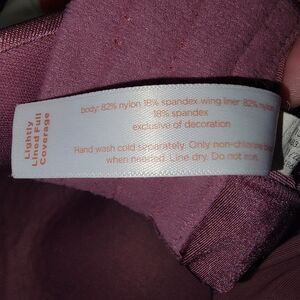 Lightly
Lined Full
Coverage
body: 82% nylon 18% spandex wing liner: 82% nylon
18% spandex
exclusive of decoration
Hand wash cold separately. Only non-chlorine
when needed. Line dry. Do not iron.